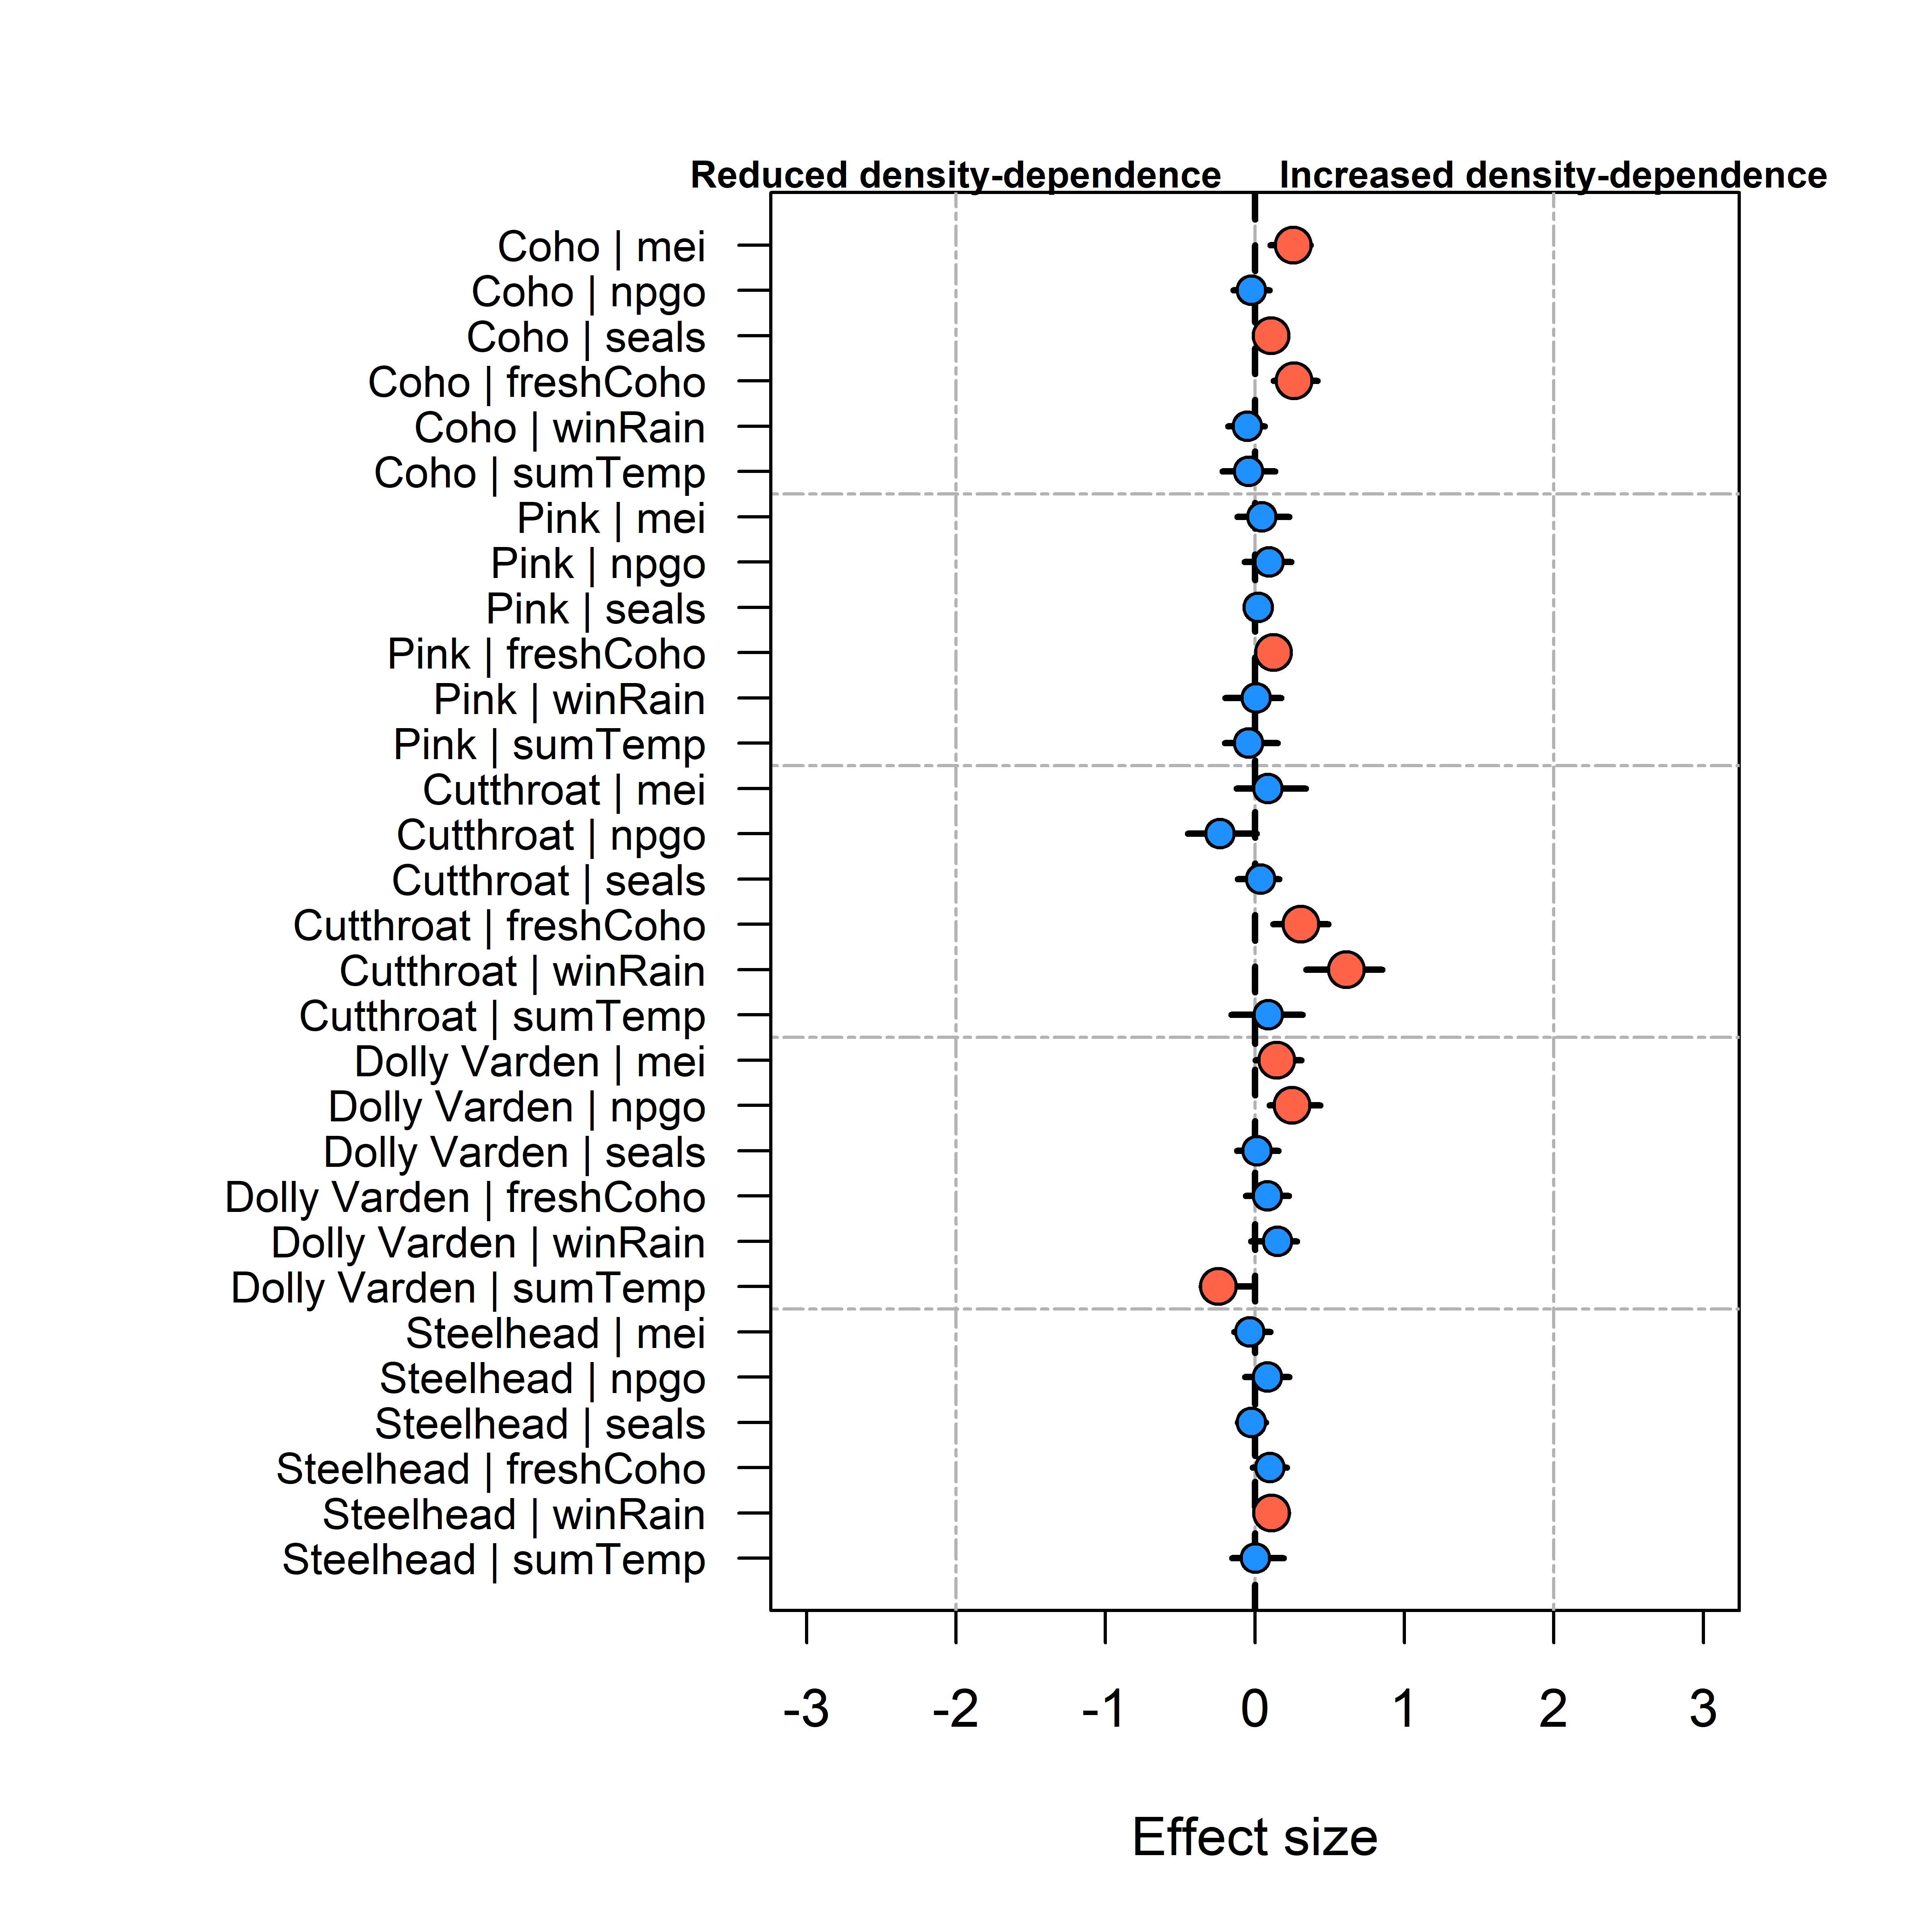 Reduced density-dependence Increased density-dependence
Coho | mei
Coho | npgo
Coho | seals
Coho | freshCoho
Coho | winRain
Coho | sumTemp
Pink | mei
Pink | npgo
Pink | seals
Pink | freshCoho
Pink | winRain
Pink | sumTemp
Cutthroat | mei
Cutthroat | npgo
Cutthroat | seals
Cutthroat | freshCoho
Cutthroat | winRain
Cutthroat | sumTemp
Dolly Varden | mei
Dolly Varden | npgo
Dolly Varden | seals
Dolly Varden | freshCoho
Dolly Varden | winRain
Dolly Varden | sumTemp
Steelhead | mei
Steelhead | npgo
Steelhead | seals
Steelhead | freshCoho
Steelhead | winRain
Steelhead | sumTemp
-3 -2 -1 0 1 2 3
Effect size